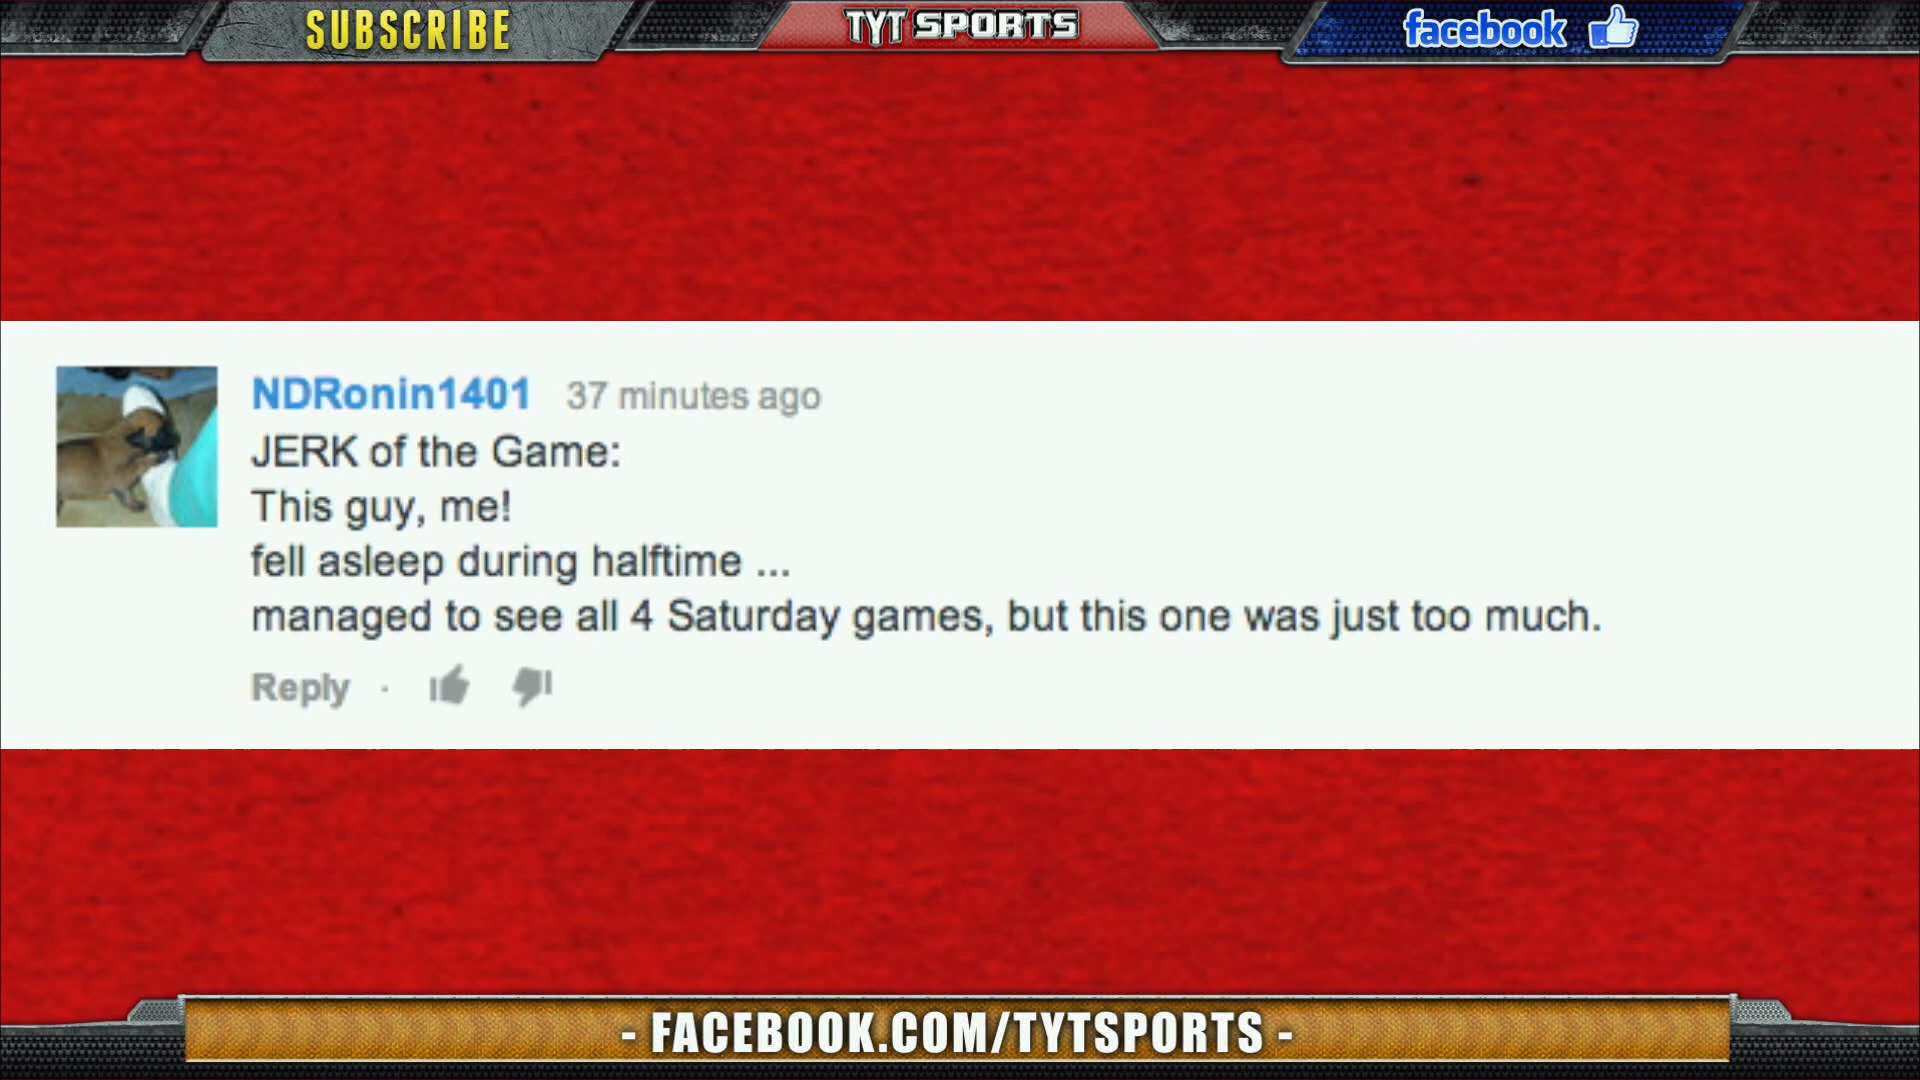 SUBSCRIBE
TYT SPORTS
facebook
NDRonin1401 37 minutes ago
JERK of the Game:
This guy, me!
fell asleep during halftime ...
managed to see all 4 Saturday games, but this one was just too much.
Reply ·
- FACEBOOK.COM/TYTSPORTS -